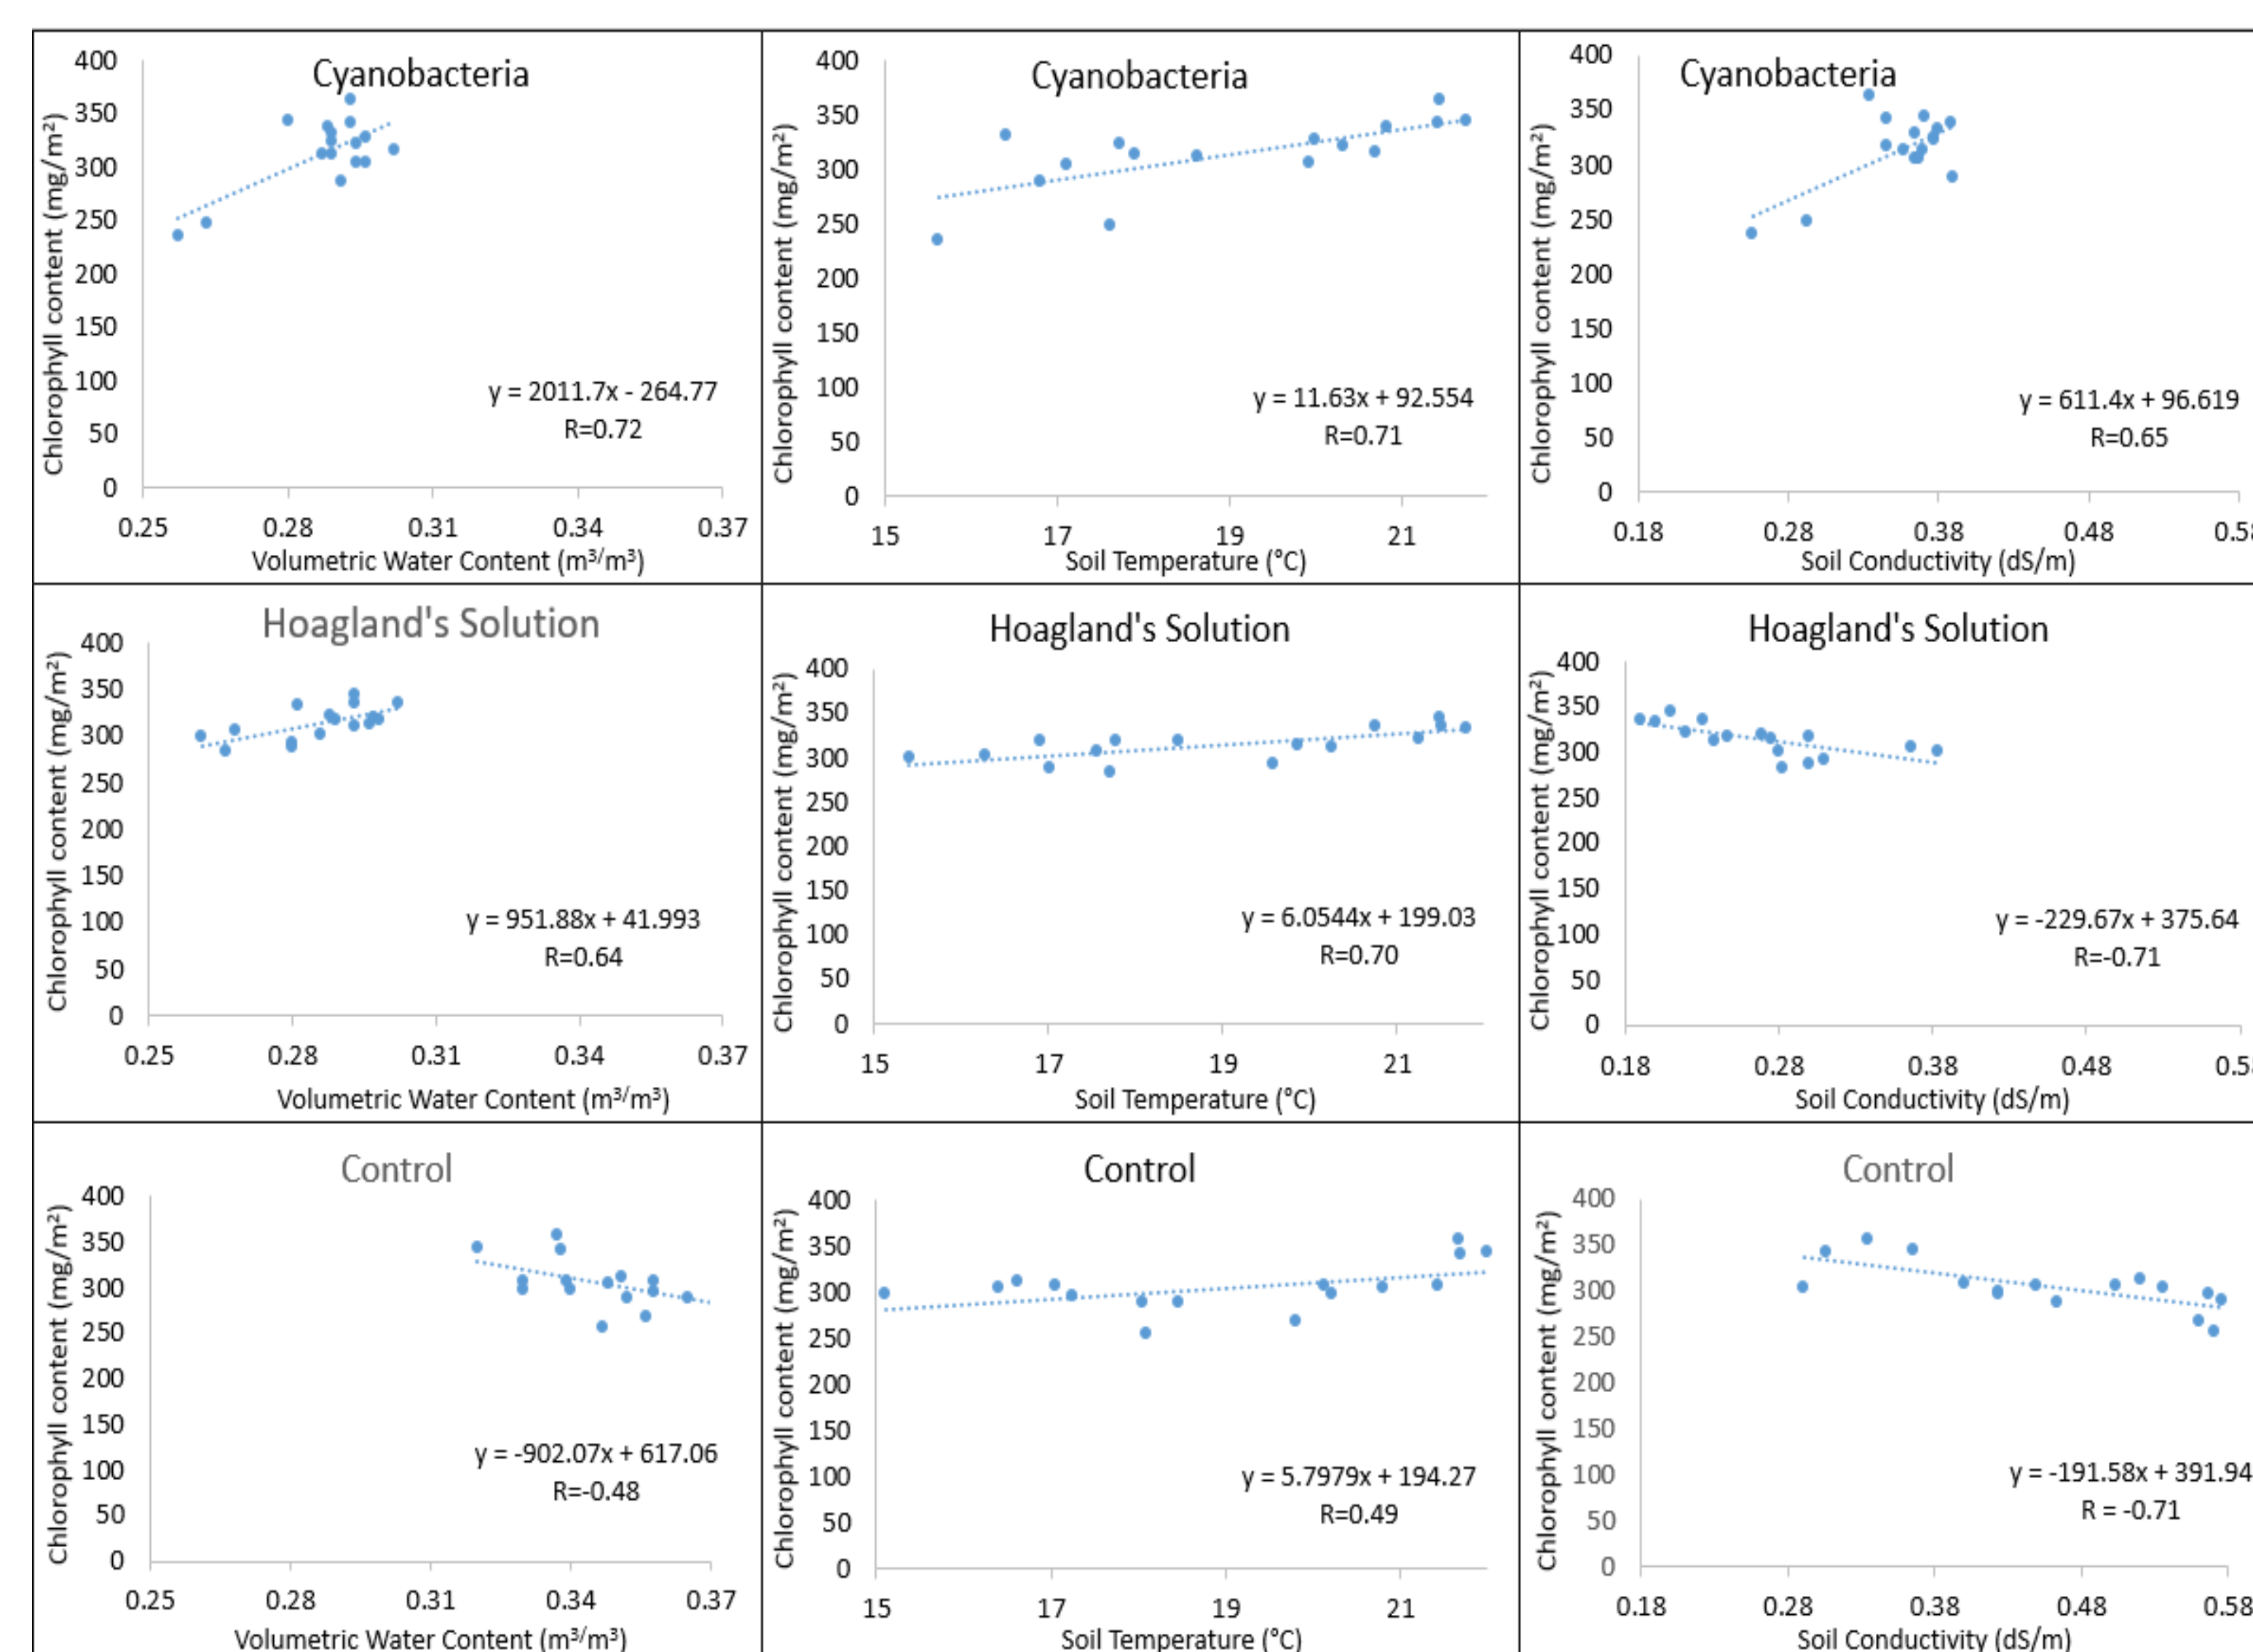 Cyanobacteria
Chlorophyll content (mg/m²)
400
350
300
250
200
150
100
50
0
y = 2011.7x - 264.77
R=0.72
0.25 0.28 0.31 0.34 0.37
Volumetric Water Content (m³/m³)
Cyanobacteria
Chlorophyll content (mg/m²)
400
350
300
250
200
150
100
50
0
y = 11.63x + 92.554
R=0.71
15 17 19 21
Soil Temperature (°C)
Cyanobacteria
Chlorophyll content (mg/m²)
400
350
300
250
200
150
100
50
0
y = 611.4x + 96.619
R=0.65
0.18 0.28 0.38 0.48
Soil Conductivity (dS/m)
Hoagland's Solution
Chlorophyll content (mg/m²)
400
350
300
250
200
150
100
50
0
y = 951.88x + 41.993
R=0.64
0.25 0.28 0.31 0.34 0.37
Volumetric Water Content (m³/m³)
Hoagland's Solution
Chlorophyll content (mg/m²)
400
350
300
250
200
150
100
50
0
y = 6.0544x + 199.03
R=0.70
15 17 19 21
Soil Temperature (°C)
Hoagland's Solution
Chlorophyll content (mg/m²)
400
350
300
250
200
150
100
50
0
y = -229.67x + 375.64
R=-0.71
0.18 0.28 0.38 0.48
Soil Conductivity (dS/m)
Control
Chlorophyll content (mg/m²)
400
350
300
250
200
150
100
50
0
y = -902.07x + 617.06
R=-0.48
0.25 0.28 0.31 0.34 0.37
Volumetric Water Content (m³/m³)
Control
Chlorophyll content (mg/m²)
400
350
300
250
200
150
100
50
0
y = 5.7979x + 194.27
R=0.49
15 17 19 21
Soil Temperature (°C)
Control
Chlorophyll content (mg/m²)
400
350
300
250
200
150
100
50
0
y = -191.58x + 391.94
R = -0.71
0.18 0.28 0.38 0.48 0.58
Soil Conductivity (dS/m)